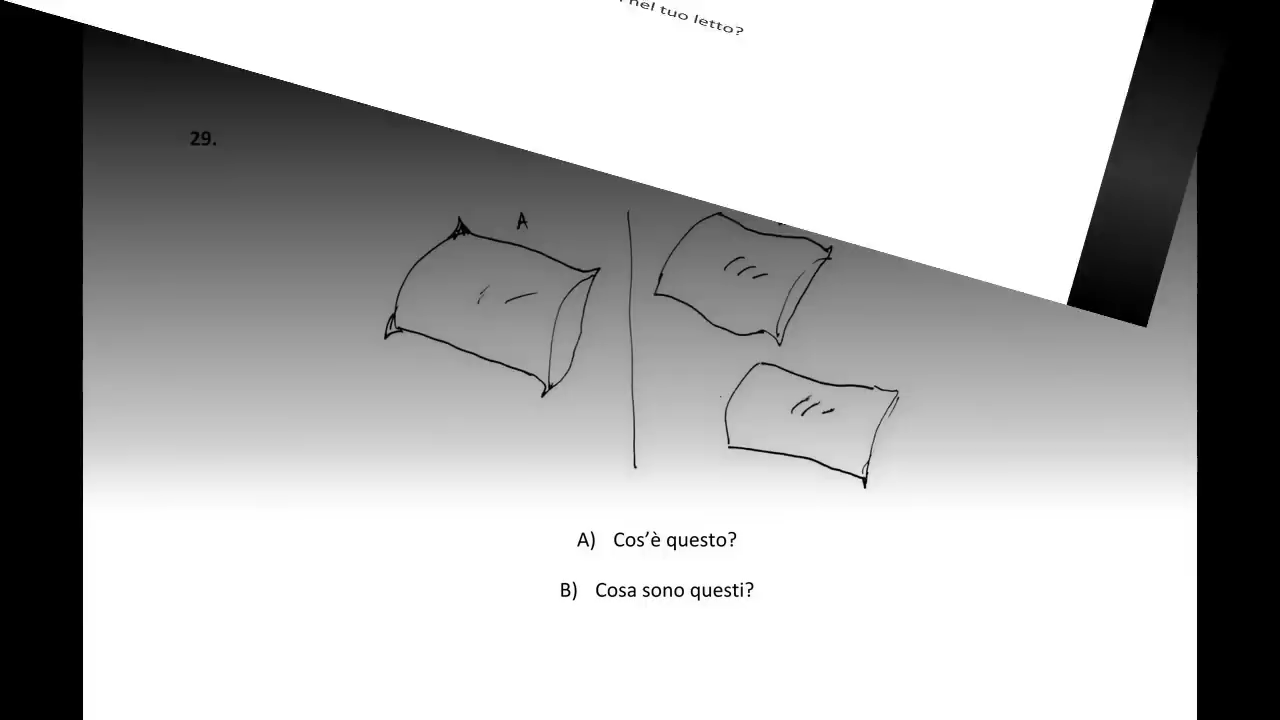 nel tuo letto?
29.
A
A) Cos'è questo?
B) Cosa sono questi?